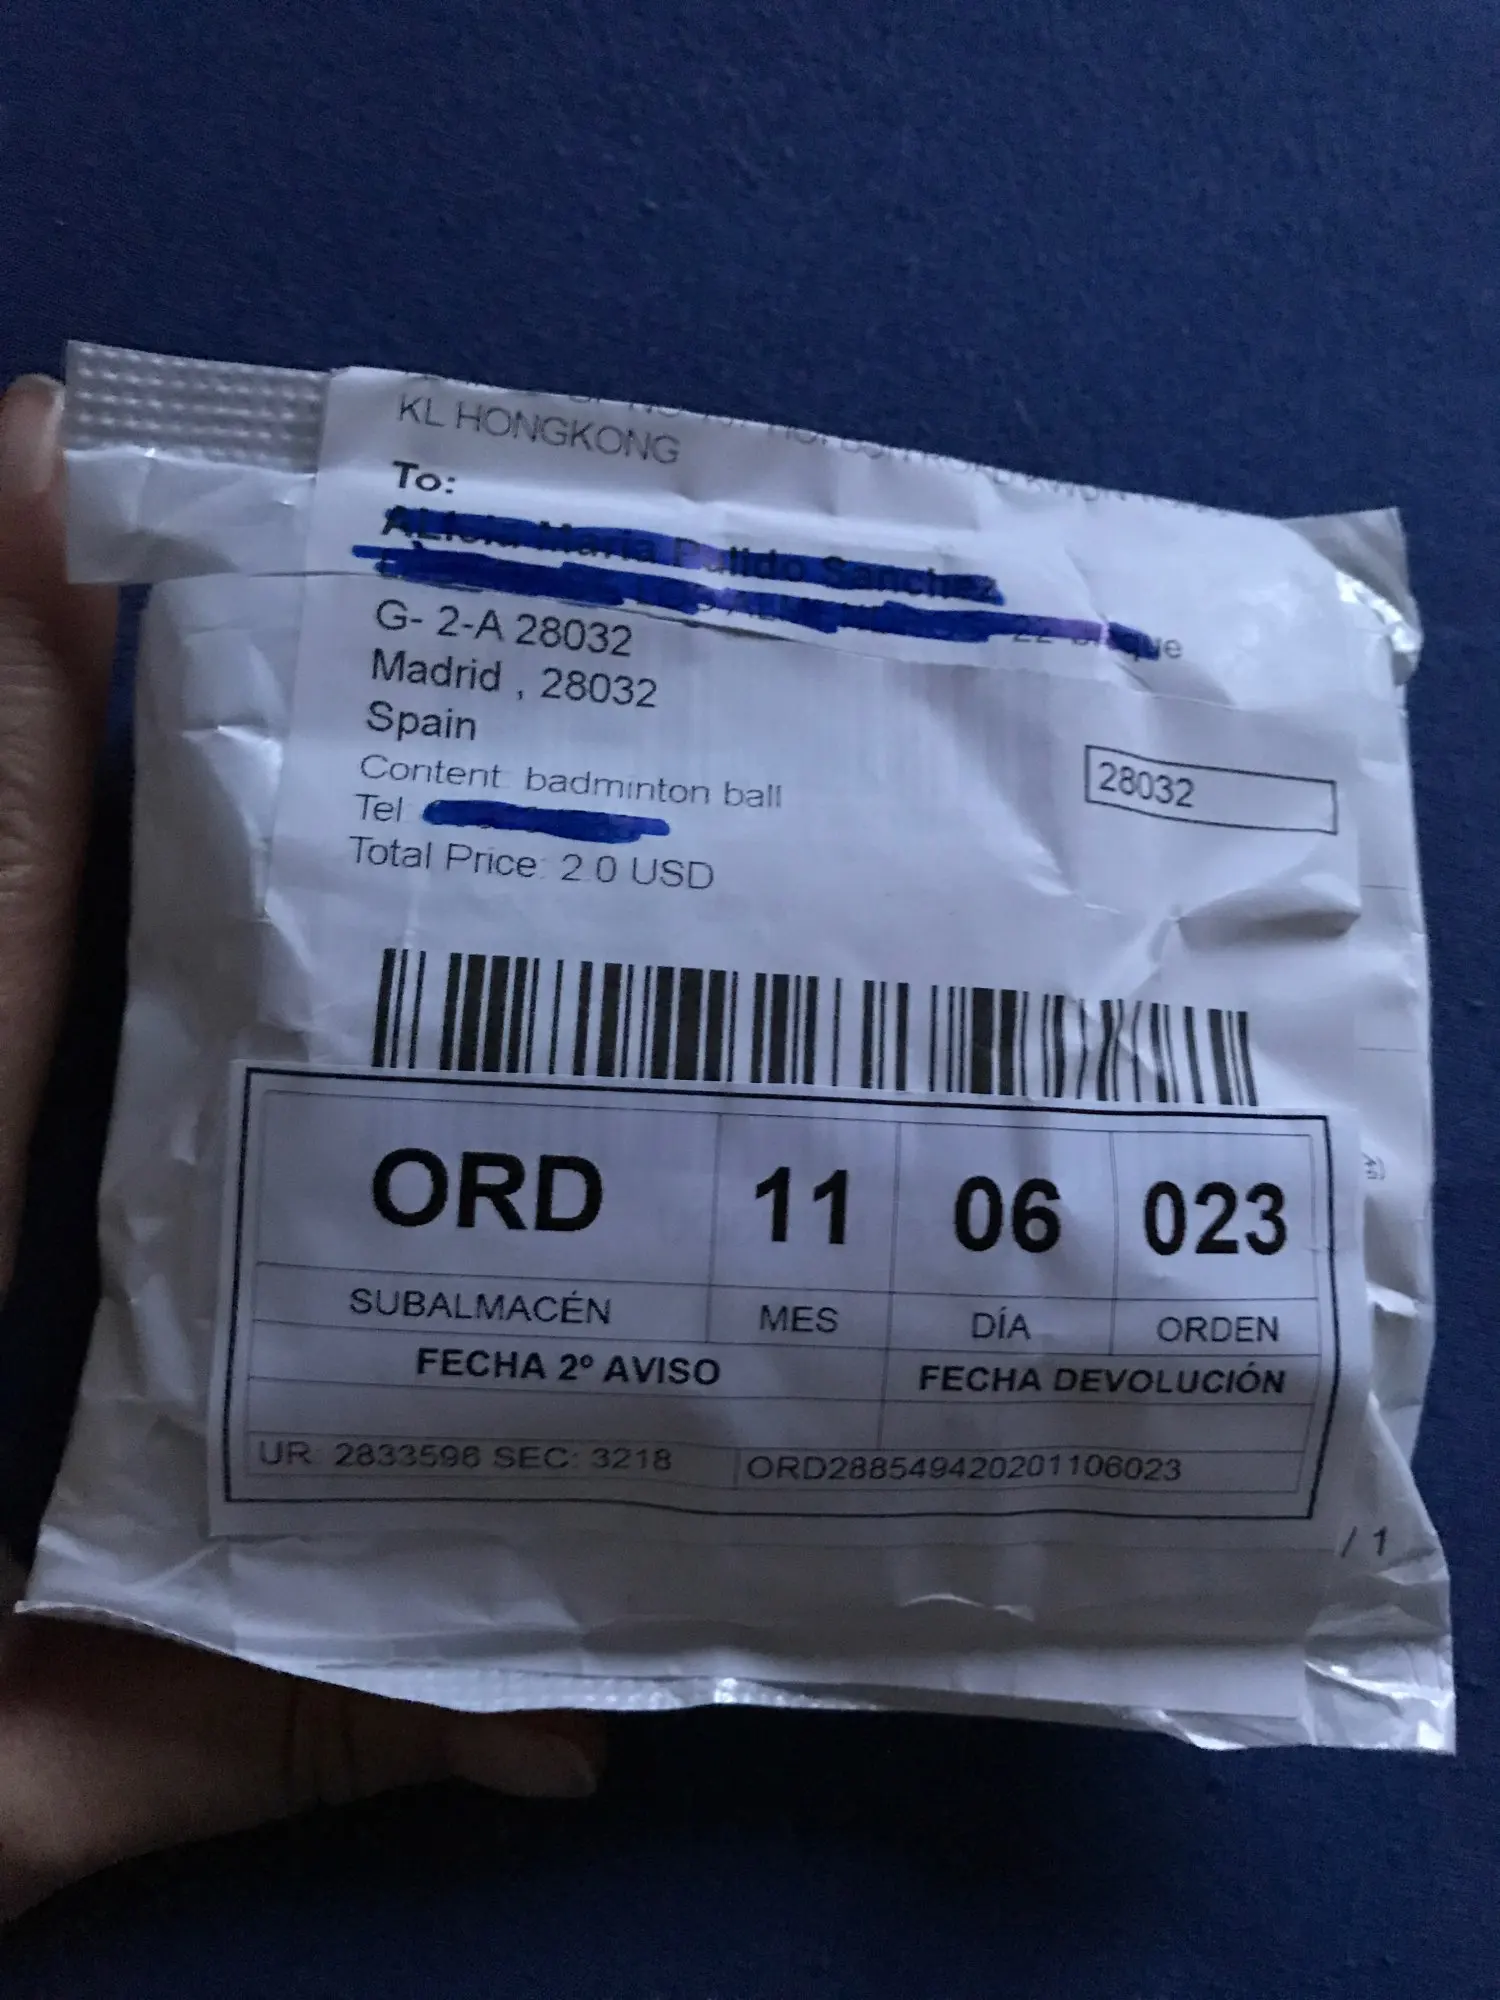 KL HONGKONG
To:
G- 2-A 28032
Madrid , 28032
Spain
28032
Content: badminton ball
Tel
Total Price: 2.0 USD
ORD 11 06 023
SUBALMACÉN MES DÍA ORDEN
FECHA 2º AVISO FECHA DEVOLUCIÓN
UR: 2833596 SEC: 3218 ORD288549420201106023
/ 1